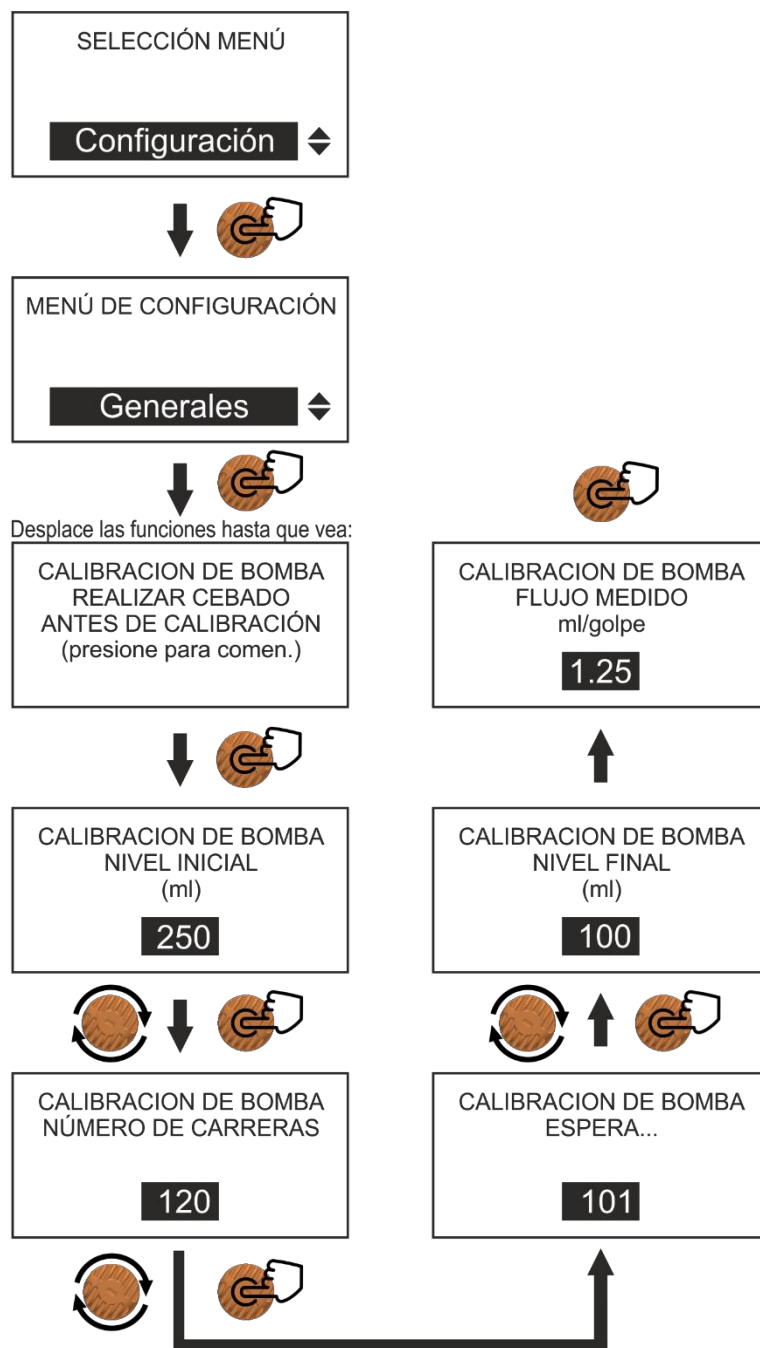 SELECCIÓN MENÚ
Configuración
MENÚ DE CONFIGURACIÓN
Generales
Desplace las funciones hasta que vea:
CALIBRACION DE BOMBA
REALIZAR CEBADO
ANTES DE CALIBRACIÓN
(presione para comen.)
CALIBRACION DE BOMBA
NIVEL INICIAL
(ml)
250
CALIBRACION DE BOMBA
NÚMERO DE CARRERAS
120
CALIBRACION DE BOMBA
ESPERA...
101
CALIBRACION DE BOMBA
NIVEL FINAL
(ml)
100
CALIBRACION DE BOMBA
FLUJO MEDIDO
ml/golpe
1.25